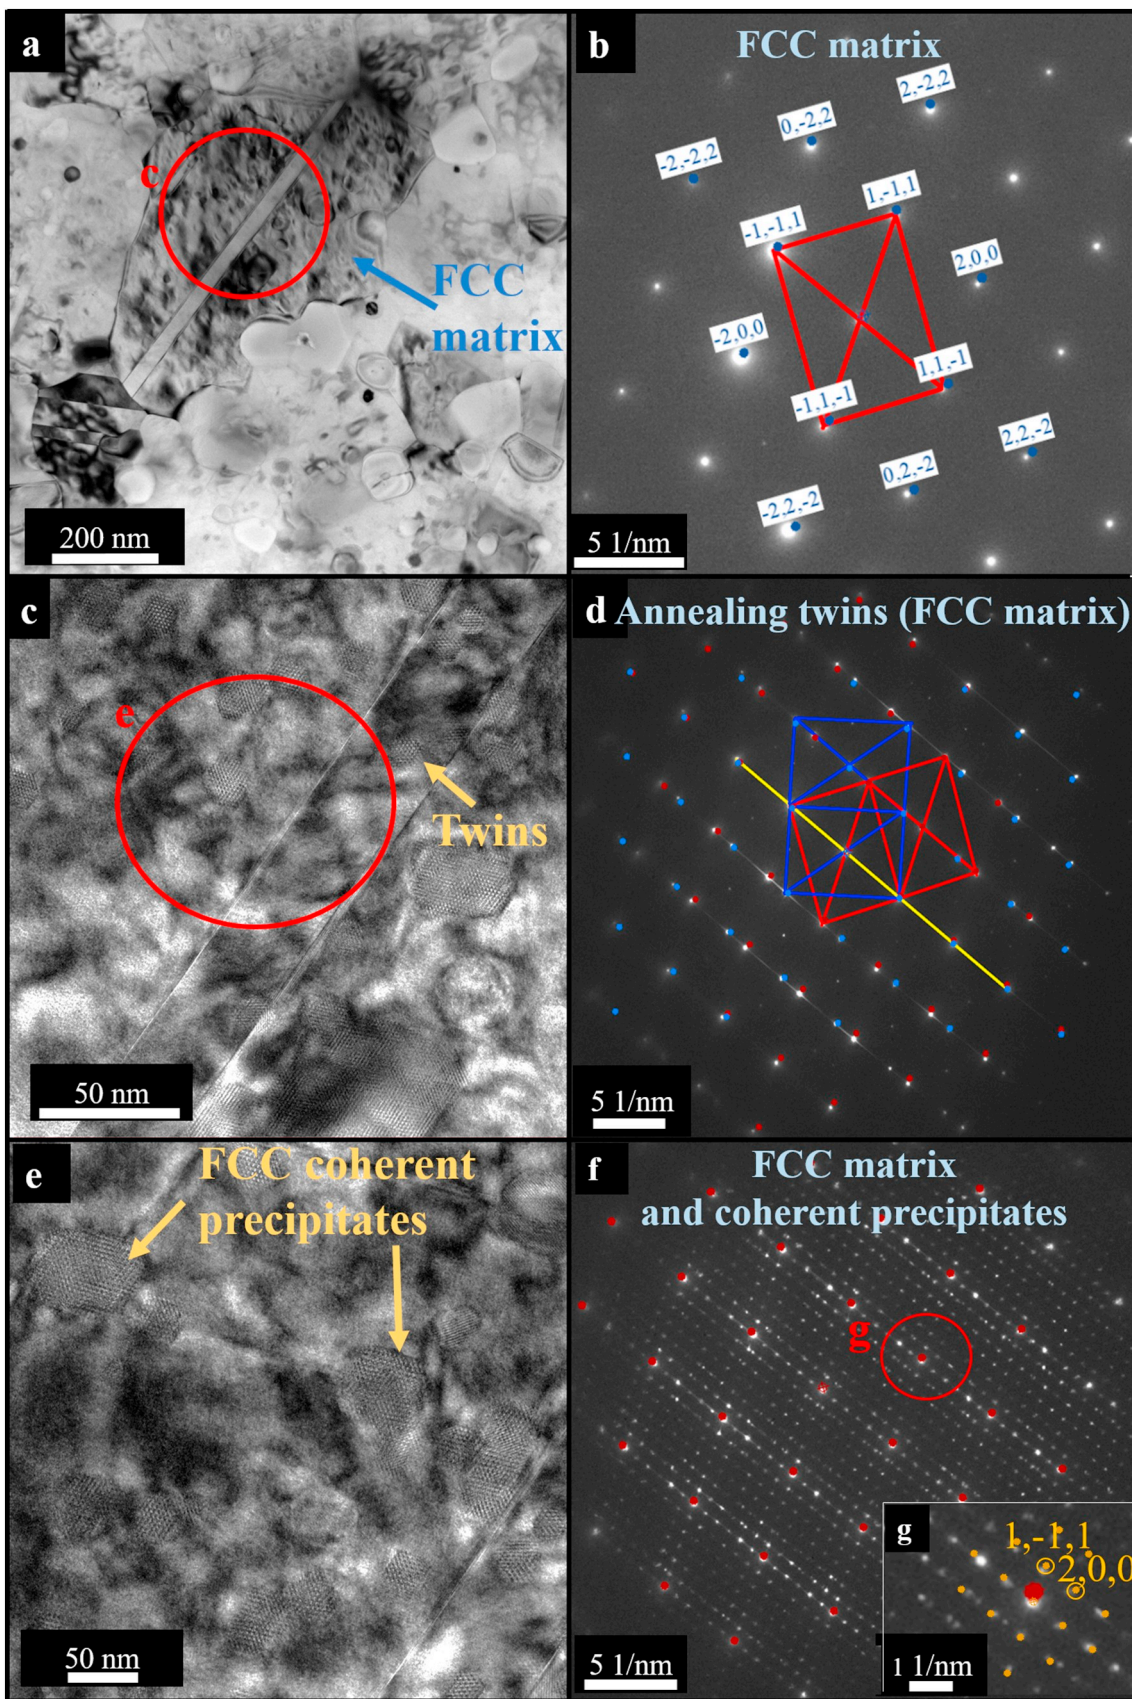 a
c
FCC
matrix
200 nm
b
FCC matrix
2,-2,2
0,-2,2
-2,-2,2
1,-1,1
-1,-1,1
2,0,0
-2,0,0
1,1,-1
-1,1,-1
2,2,-2
0,2,-2
-2,2,-2
5 1/nm
c
e
Twins
50 nm
d
Annealing twins (FCC matrix)
5 1/nm
e
FCC coherent
precipitates
50 nm
f
FCC matrix
and coherent precipitates
g
5 1/nm
g
1,-1,1
2,0,0
1 1/nm